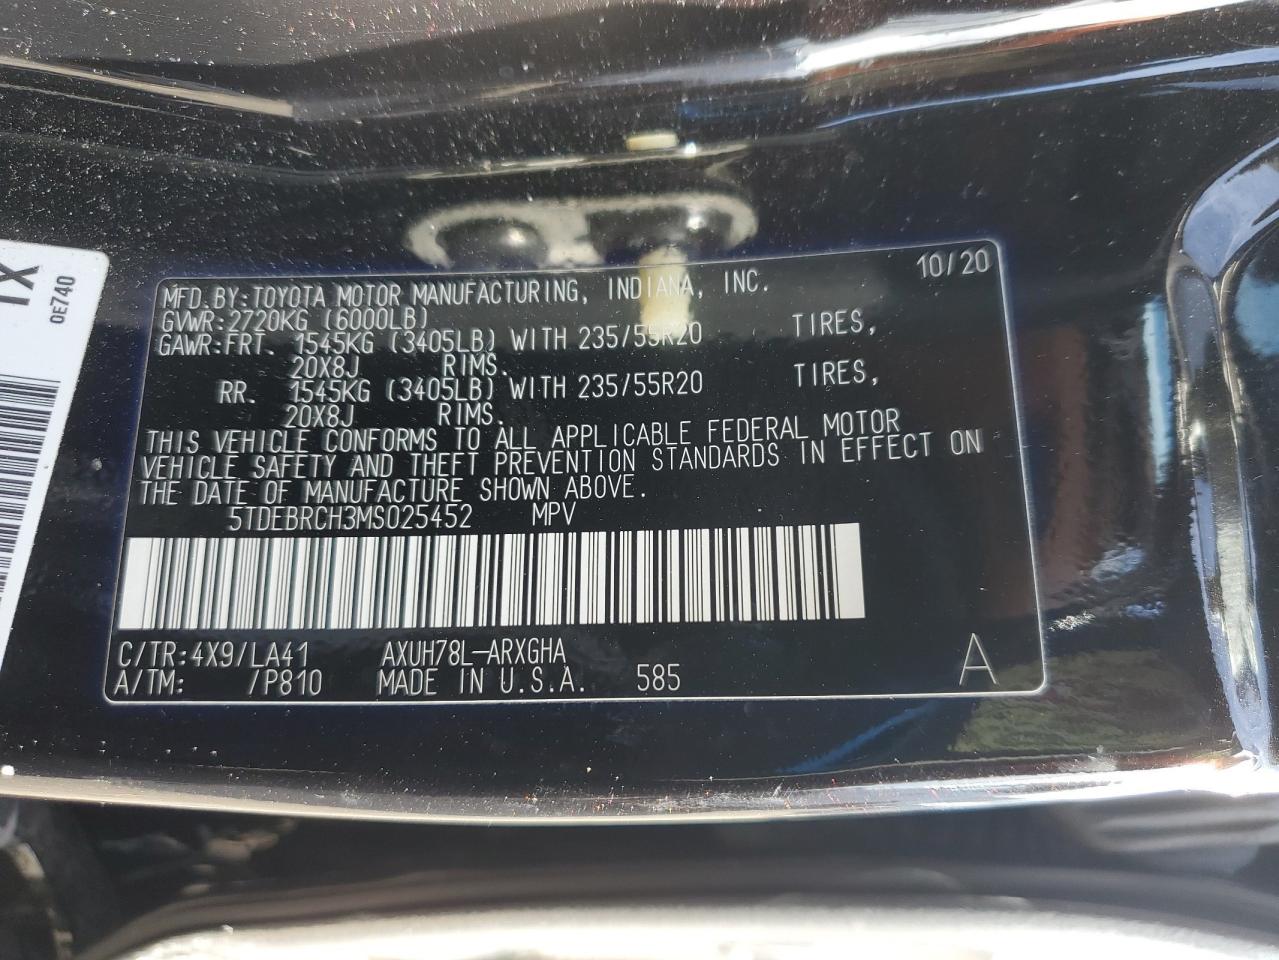 10/20
MFD.BY:TOYOTA MOTOR MANUFACTURING, INDIANA, INC.
GVWR:2720KG (6000LB)
GAWR:FRT. 1545KG (3405LB) WITH 235/55R20 TIRES,
20X8J RIMS.
RR. 1545KG (3405LB) WITH 235/55R20 TIRES,
20X8J RIMS.
THIS VEHICLE CONFORMS TO ALL APPLICABLE FEDERAL MOTOR
VEHICLE SAFETY AND THEFT PREVENTION STANDARDS IN EFFECT ON
THE DATE OF MANUFACTURE SHOWN ABOVE.
5TDEBRCH3MS025452 MPV
C/TR:4X9/LA41 AXUH78L-ARXGHA
A/TM: /P810 MADE IN U.S.A. 585
A
0E740